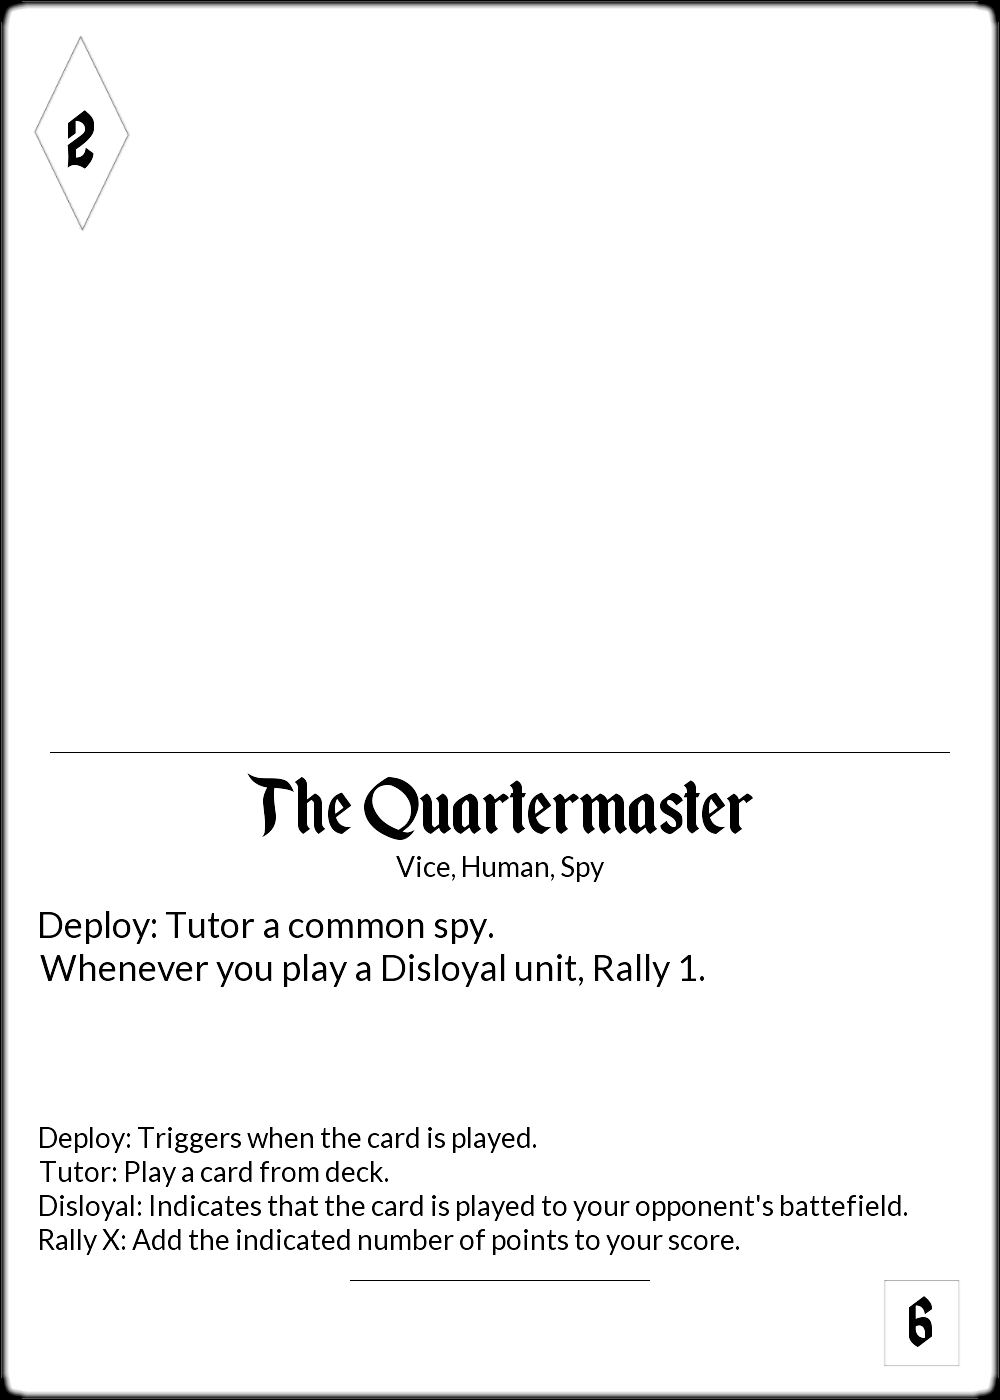 2
The Quartermaster
Vice, Human, Spy
Deploy: Tutor a common spy.
Whenever you play a Disloyal unit, Rally 1.
Deploy: Triggers when the card is played.
Tutor: Play a card from deck.
Disloyal: Indicates that the card is played to your opponent's battefield.
Rally X: Add the indicated number of points to your score.
6